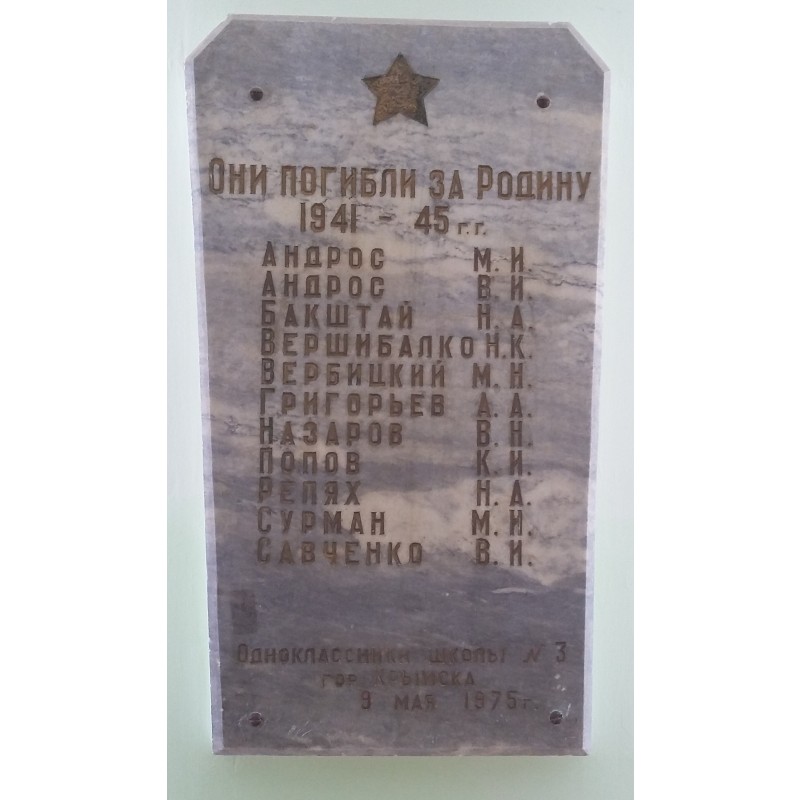 Они погибли за Родину
1941 - 45 г.г.
Андрос М. И.
Андрос В. И.
Бакштай Н. А.
Вершибалко Н. К.
Вербицкий М. Н.
Григорьев А. А.
Назаров В. Н.
Попов К. И.
Репях Н. Д.
Сурман М. И.
Савченко В. И.
Одноклассники школы N 3
гор. Крымска
9 мая 1975 г.